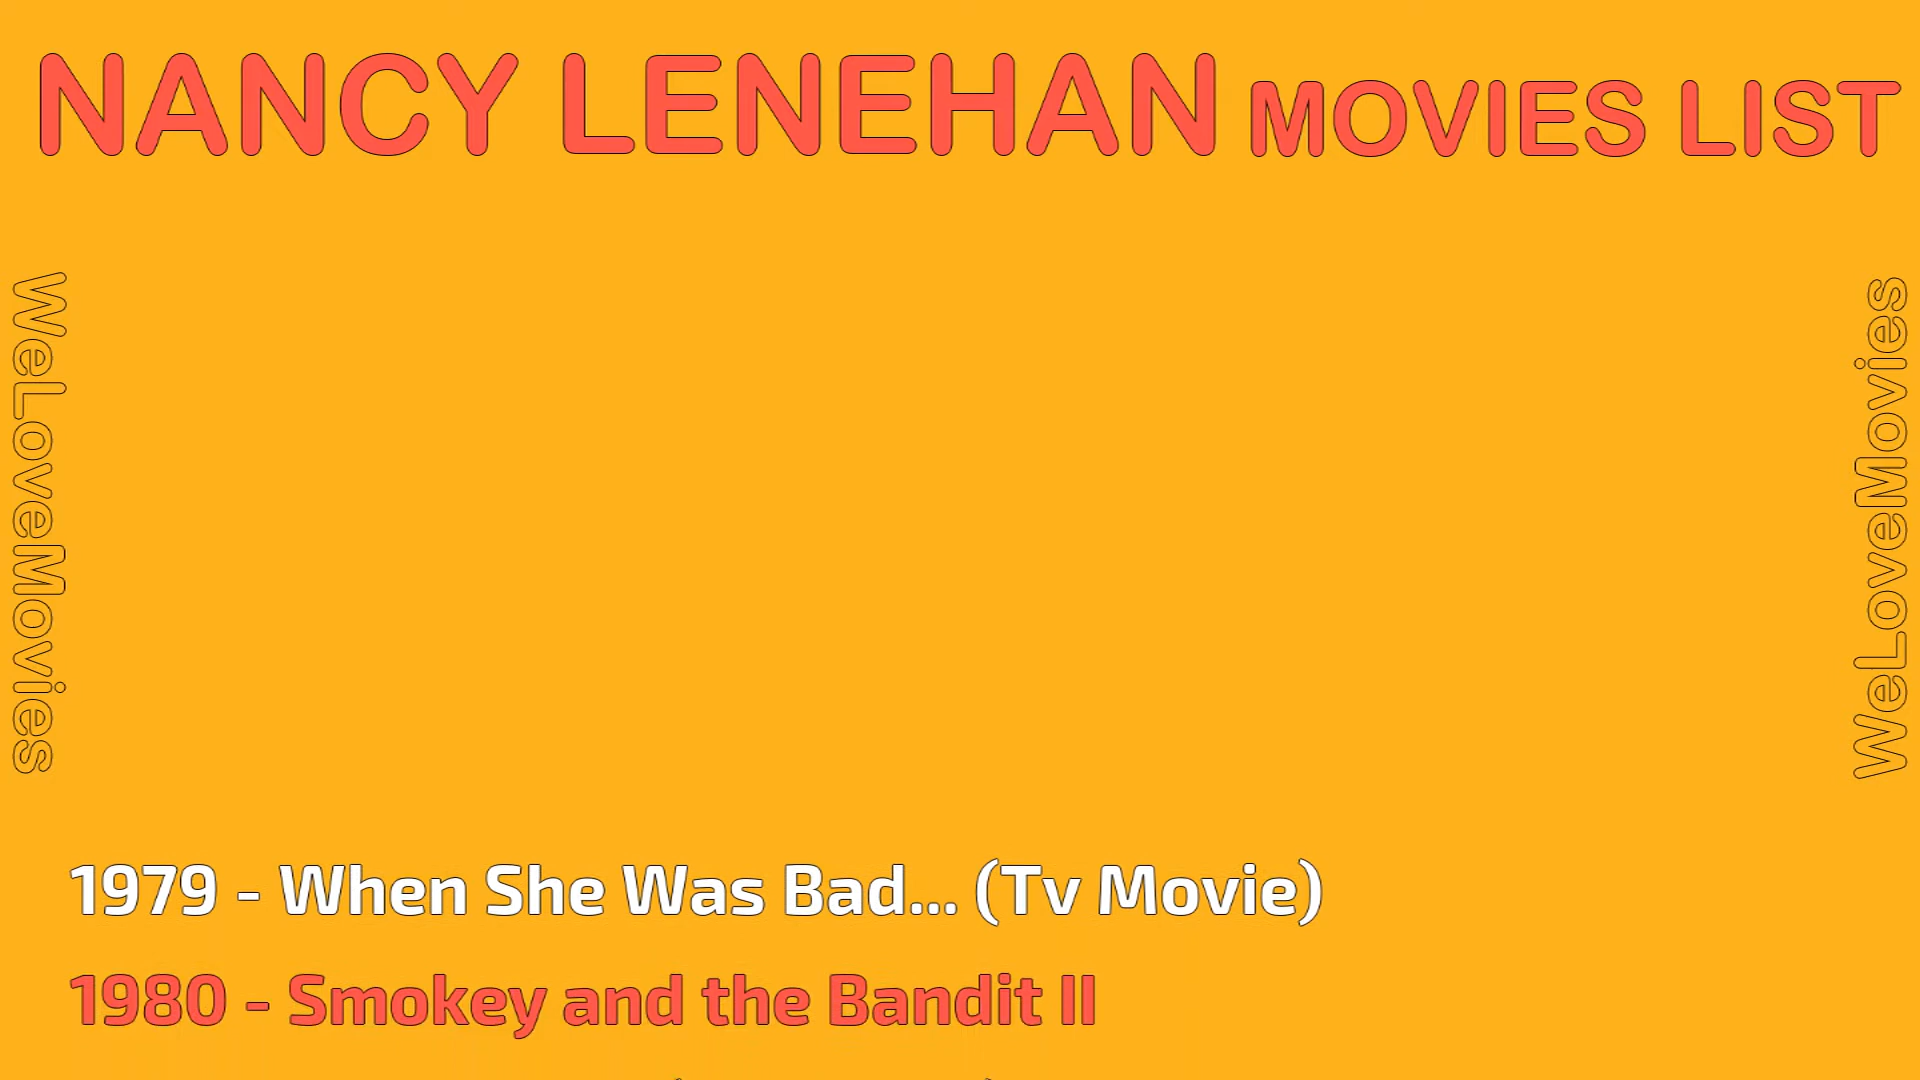 NANCY LENEHAN MOVIES LIST
WeLoveMovies
WeLoveMovies
1979 - When She Was Bad... (Tv Movie)
1980 - Smokey and the Bandit II